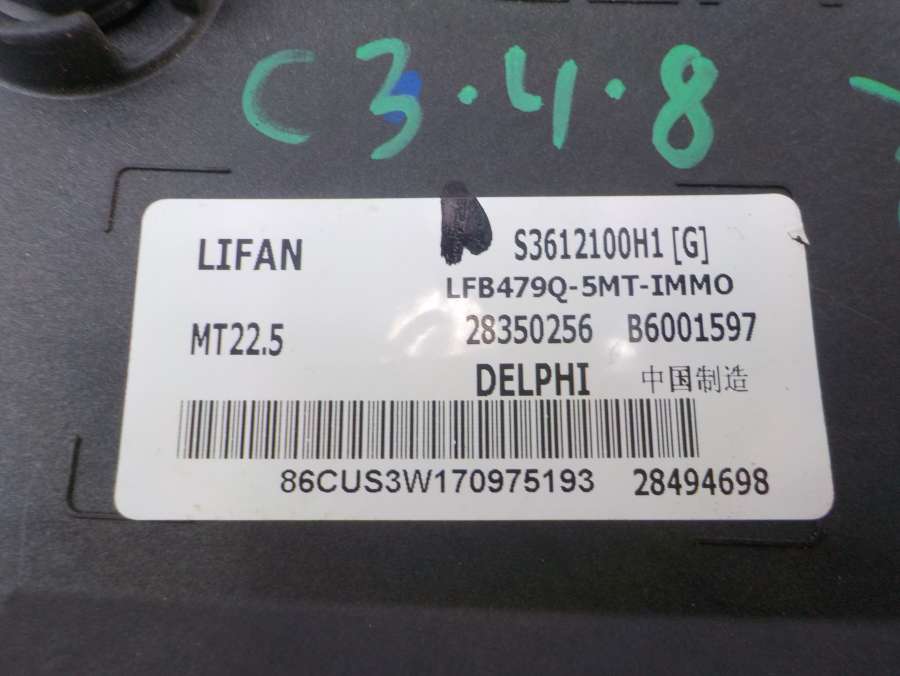 C3.4.8
LIFAN S3612100H1 [G]
LFB479Q-5MT-IMMO
MT22.5 28350256 B6001597
DELPHI 中国制造
86CUS3W170975193 28494698